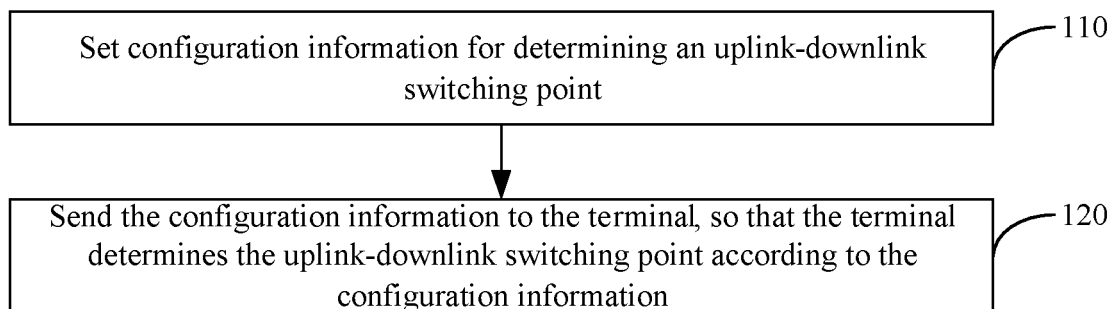 Set configuration information for determining an uplink-downlink
switching point
110
Send the configuration information to the terminal, so that the terminal
determines the uplink-downlink switching point according to the
configuration information
120